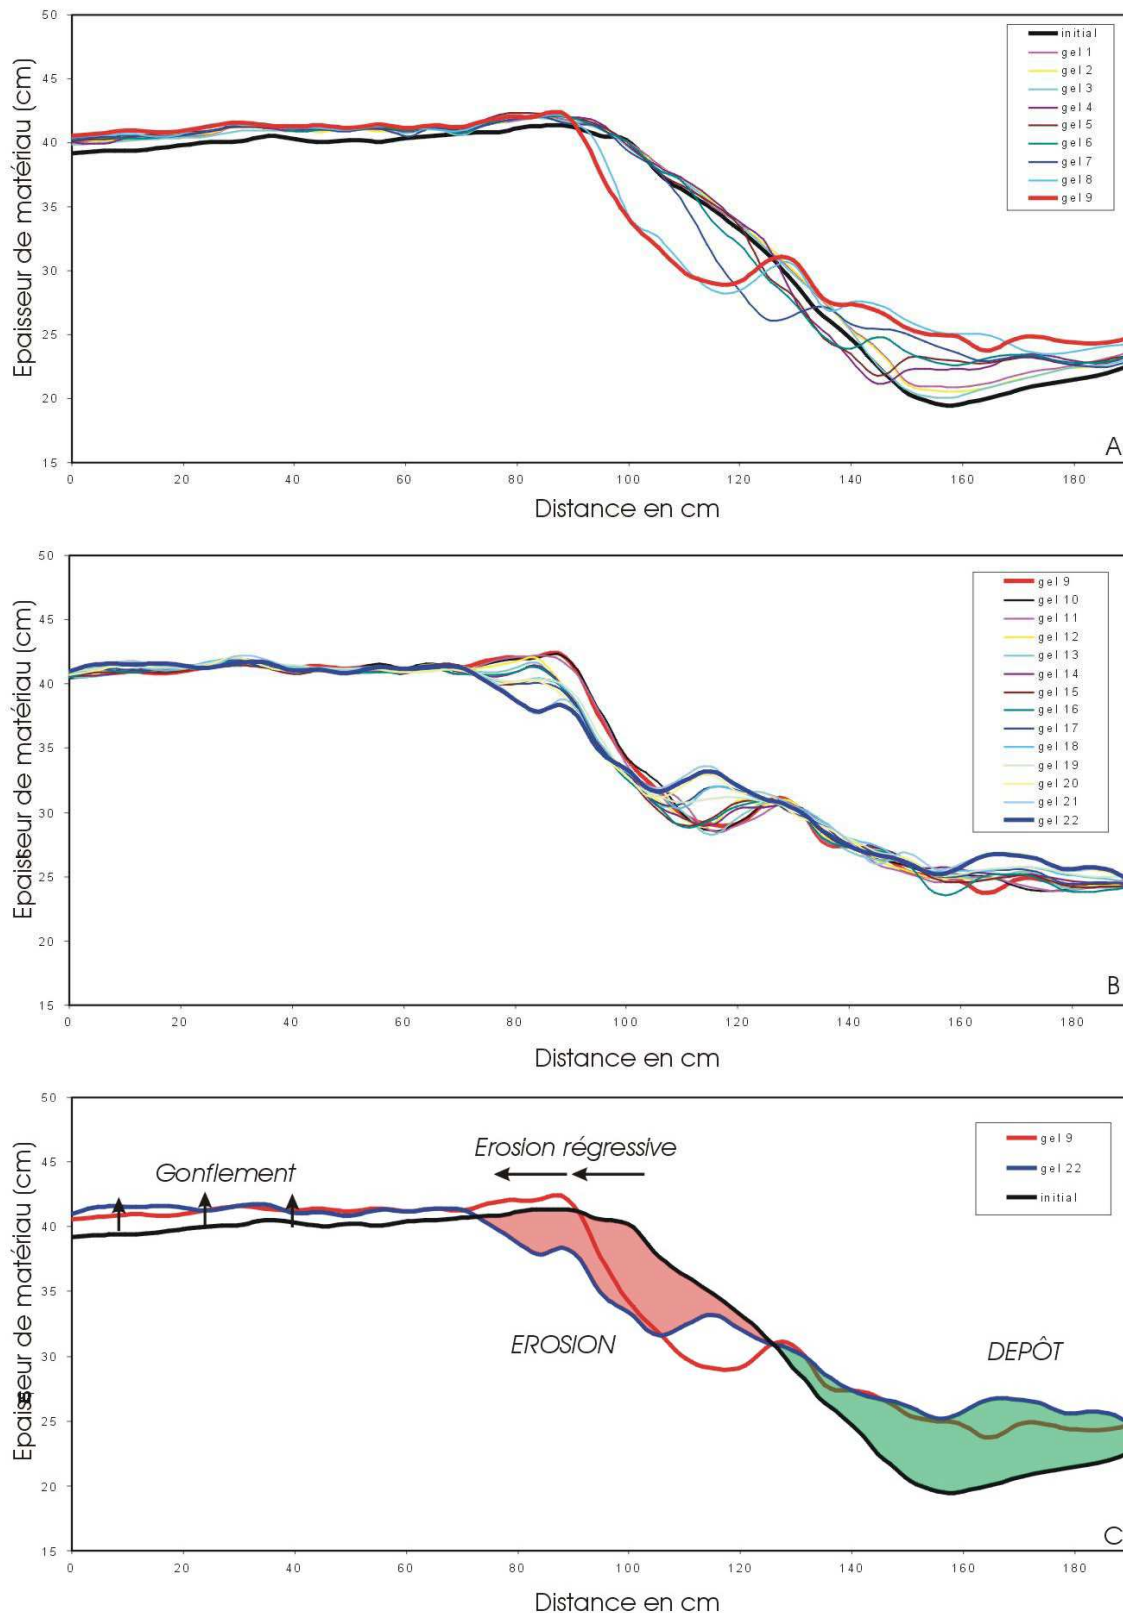 50
45
40
35
30
25
20
15
Epaisseur de matériau (cm)
initial
gel 1
gel 2
gel 3
gel 4
gel 5
gel 6
gel 7
gel 8
gel 9
A
0 20 40 60 80 100 120 140 160 180
Distance en cm
50
45
40
35
30
25
20
15
Epaisseur de matériau (cm)
gel 9
gel 10
gel 11
gel 12
gel 13
gel 14
gel 15
gel 16
gel 17
gel 18
gel 19
gel 20
gel 21
gel 22
B
0 20 40 60 80 100 120 140 160 180
Distance en cm
50
45
40
35
30
25
20
15
Epaisseur de matériau (cm)
gel 9
gel 22
initial
Erosion régressive
Gonflement
EROSION
DEPÔT
C
0 20 40 60 80 100 120 140 160 180
Distance en cm